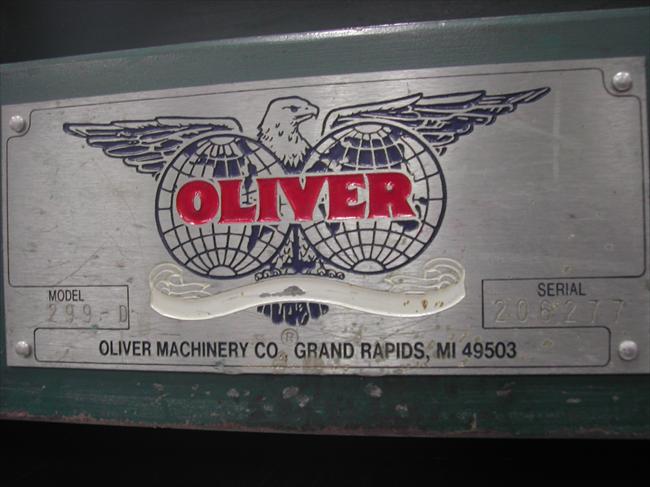 OLIVER
MODEL
299-D
SERIAL
206277
®
OLIVER MACHINERY CO. GRAND RAPIDS, MI 49503